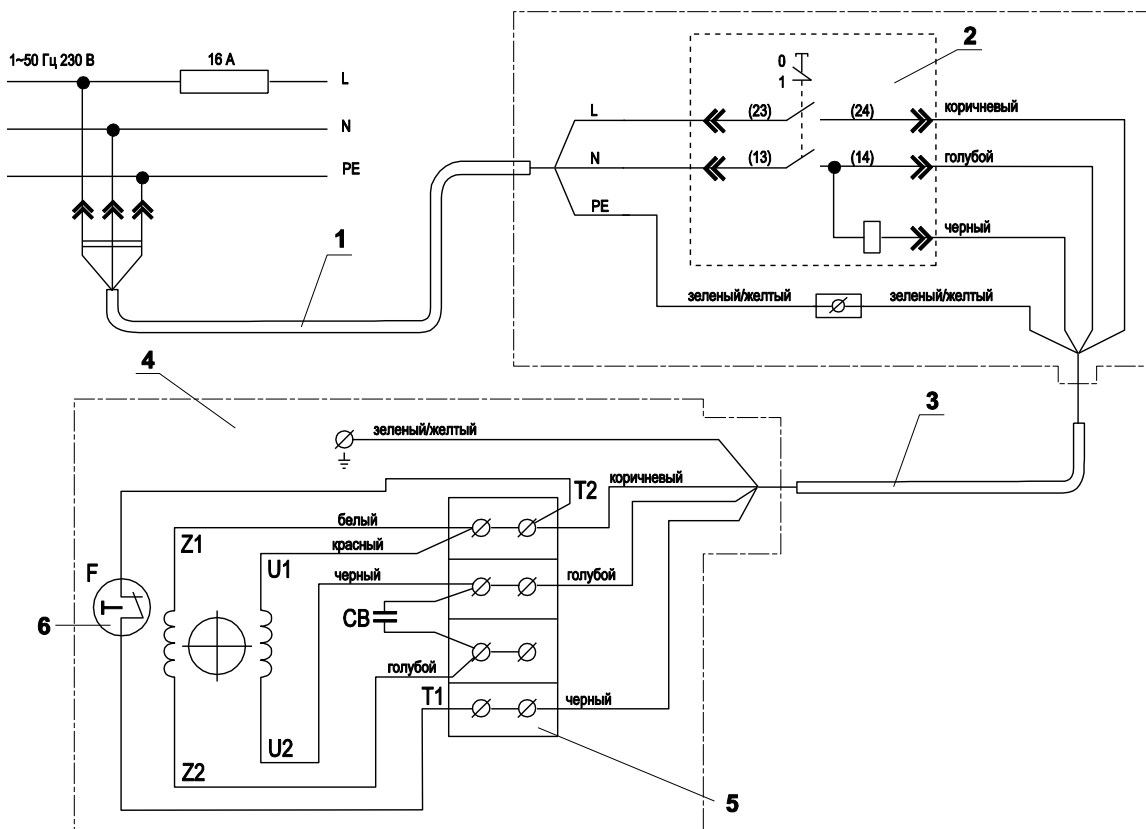 1~50 Гц 230 В
16 А
L
N
PE
1
2
0
1
L
(23)
(24)
коричневый
N
(13)
(14)
голубой
PE
черный
зеленый/желтый
зеленый/желтый
3
4
зеленый/желтый
T2
коричневый
Z1
белый
красный
U1
F
черный
голубой
CB
6
голубой
T1
черный
U2
Z2
5